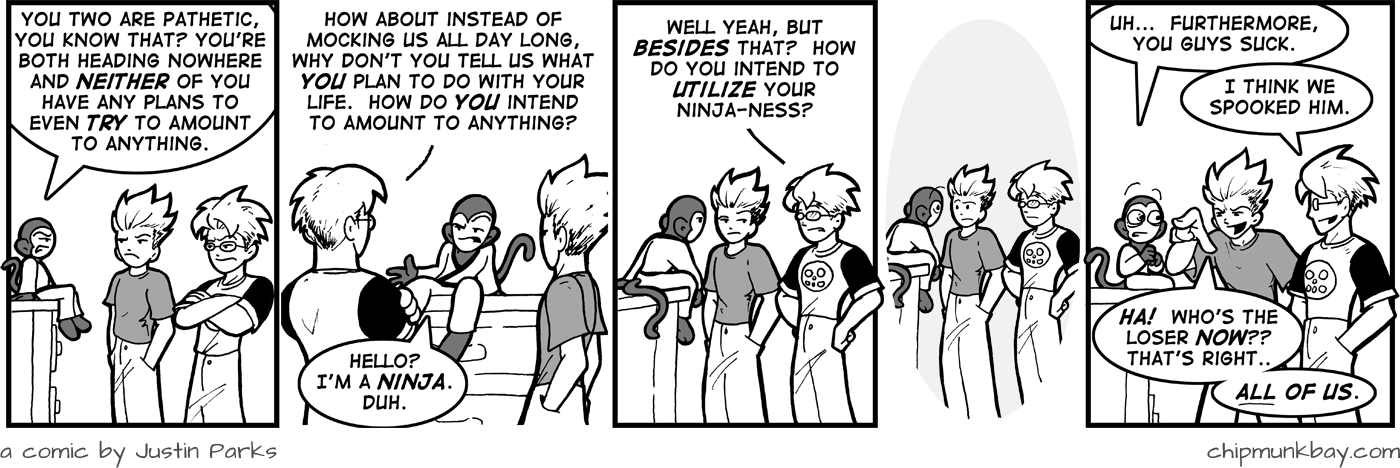 YOU TWO ARE PATHETIC,
YOU KNOW THAT? YOU'RE
BOTH HEADING NOWHERE
AND NEITHER OF YOU
HAVE ANY PLANS TO
EVEN TRY TO AMOUNT
TO ANYTHING.
HOW ABOUT INSTEAD OF
MOCKING US ALL DAY LONG,
WHY DON'T YOU TELL US WHAT
YOU PLAN TO DO WITH YOUR
LIFE. HOW DO YOU INTEND
TO AMOUNT TO ANYTHING?
HELLO?
I'M A NINJA.
DUH.
WELL YEAH, BUT
BESIDES THAT? HOW
DO YOU INTEND TO
UTILIZE YOUR
NINJA-NESS?
UH... FURTHERMORE,
YOU GUYS SUCK.
I THINK WE
SPOOKED HIM.
HA! WHO'S THE
LOSER NOW??
THAT'S RIGHT..
ALL OF US.
a comic by Justin Parks
chipmunkbay.com